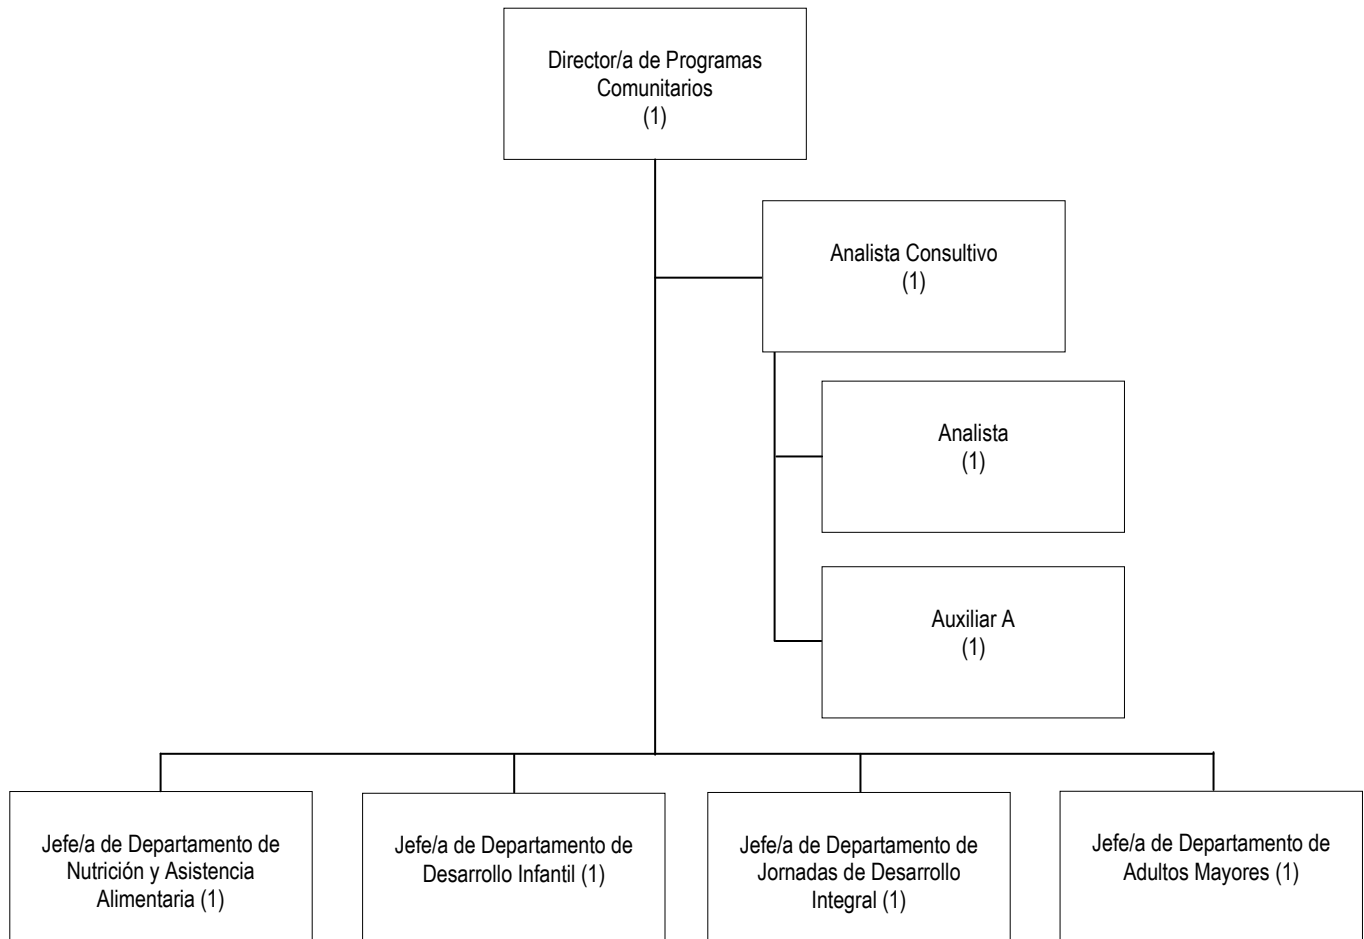 Director/a de Programas
Comunitarios
(1)
Analista Consultivo
(1)
Analista
(1)
Auxiliar A
(1)
Jefe/a de Departamento de
Nutrición y Asistencia
Alimentaria (1)
Jefe/a de Departamento de
Desarrollo Infantil (1)
Jefe/a de Departamento de
Jornadas de Desarrollo
Integral (1)
Jefe/a de Departamento de
Adultos Mayores (1)